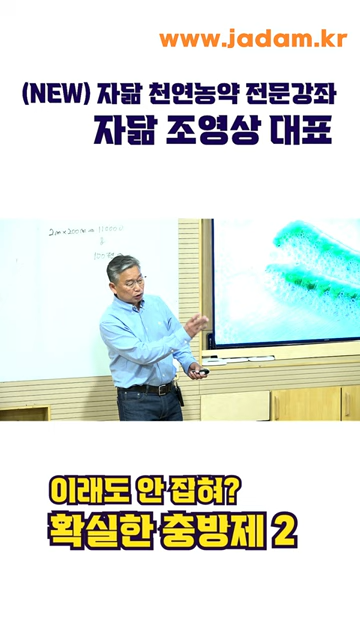 www.jadam.kr
(NEW) 자닮 천연농약 전문강좌
자닮 조영상 대표
이래도 안 잡혀?
확실한 충방제 2